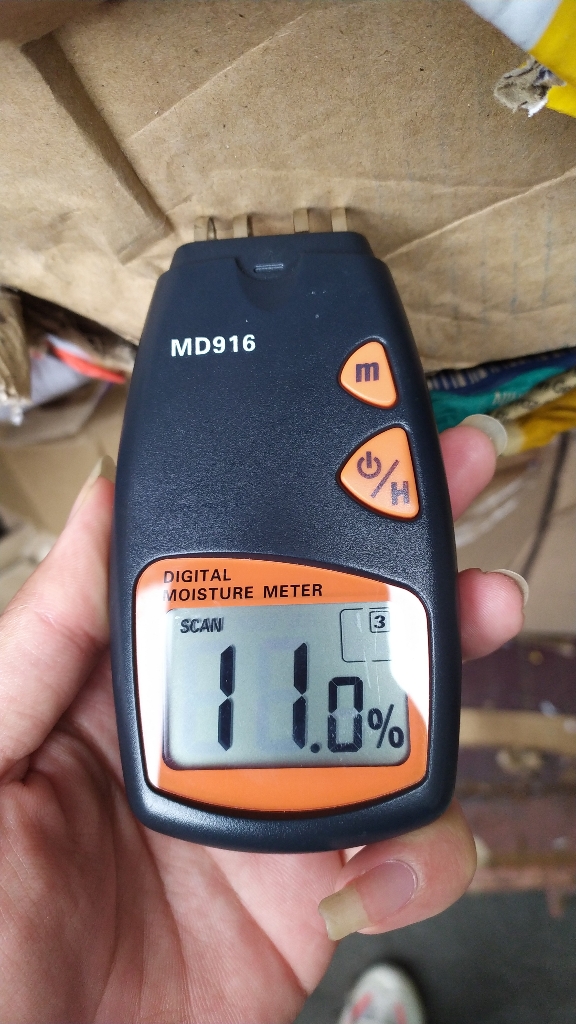 MD916
m
/H
DIGITAL
MOISTURE METER
SCAN
3
11.0%